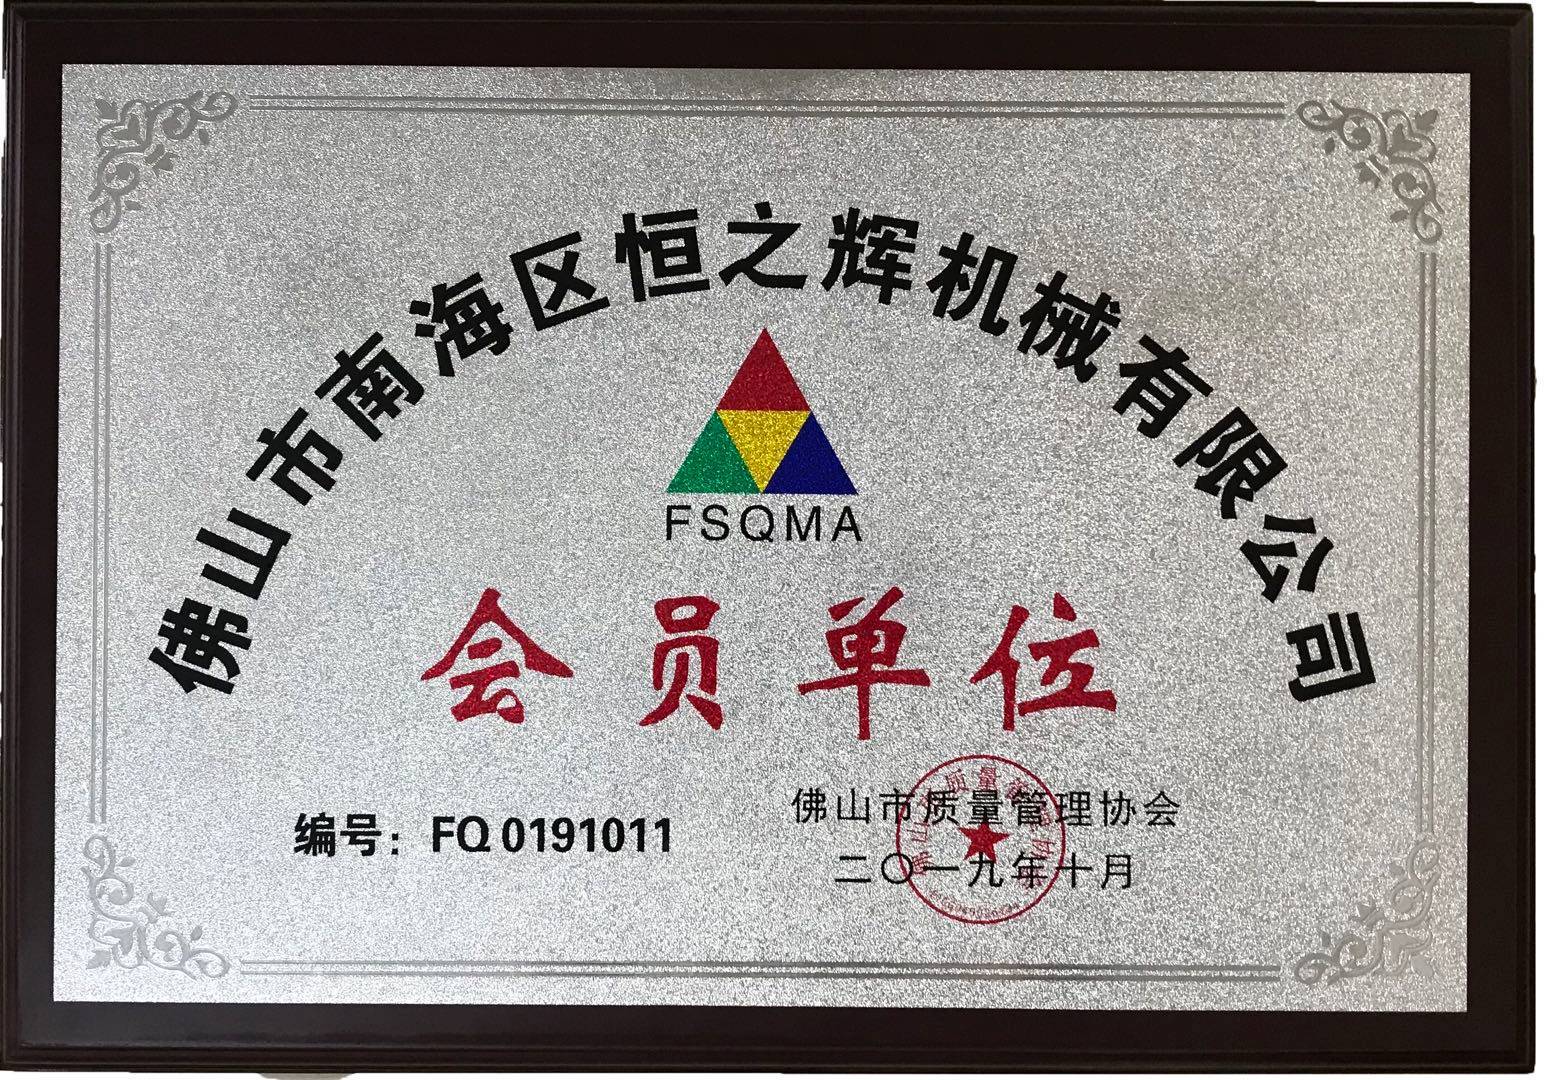 佛山市南海区恒之辉机械有限公司
FSQMA
会员单位
编号：FQ 0191011
佛山市质量管理协会
二〇一九年十月